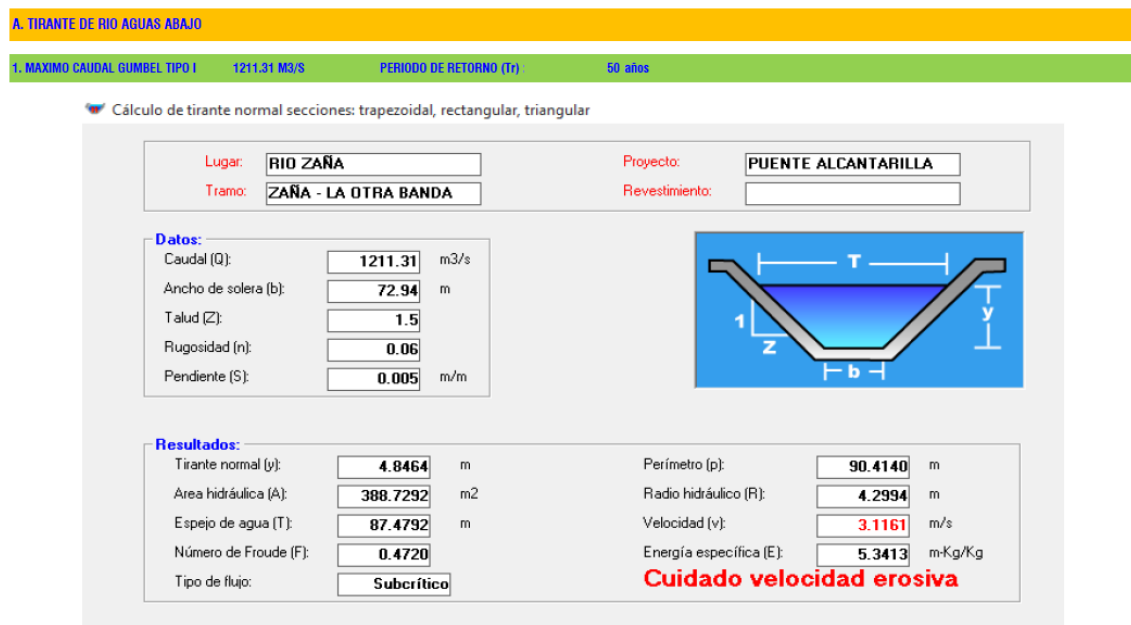 A. TIRANTE DE RIO AGUAS ABAJO
1. MAXIMO CAUDAL GUMBEL TIPO I 1211.31 M3/S PERIODO DE RETORNO (Tr) : 50 años
Cálculo de tirante normal secciones: trapezoidal, rectangular, triangular
Lugar: RIO ZAÑA Proyecto: PUENTE ALCANTARILLA
Tramo: ZAÑA - LA OTRA BANDA Revestimiento:
Datos:
Caudal (Q): 1211.31 m3/s
Ancho de solera (b): 72.94 m
Talud (Z): 1.5
Rugosidad (n): 0.06
Pendiente (S): 0.005 m/m
T
y
1
Z
b
Resultados:
Tirante normal (y): 4.8464 m Perímetro (p): 90.4140 m
Area hidráulica (A): 388.7292 m2 Radio hidráulico (R): 4.2994 m
Espejo de agua (T): 87.4792 m Velocidad (v): 3.1161 m/s
Número de Froude (F): 0.4720 Energía específica (E): 5.3413 m-Kg/Kg
Tipo de flujo: Subcrítico Cuidado velocidad erosiva